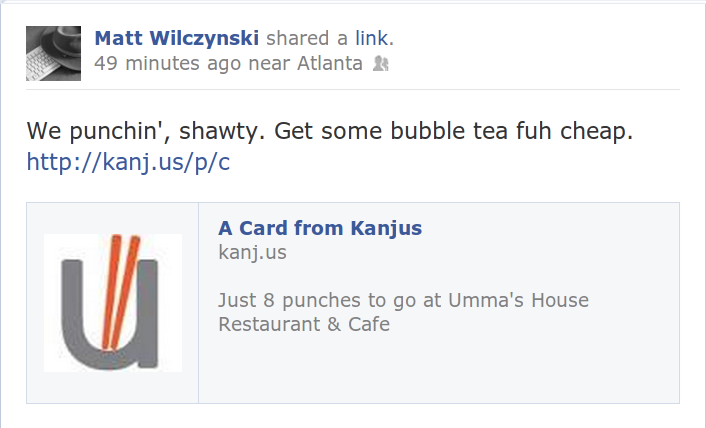 Matt Wilczynski shared a link.
49 minutes ago near Atlanta
We punchin', shawty. Get some bubble tea fuh cheap.
http://kanj.us/p/c
A Card from Kanjus
kanj.us
Just 8 punches to go at Umma's House
Restaurant & Cafe
u